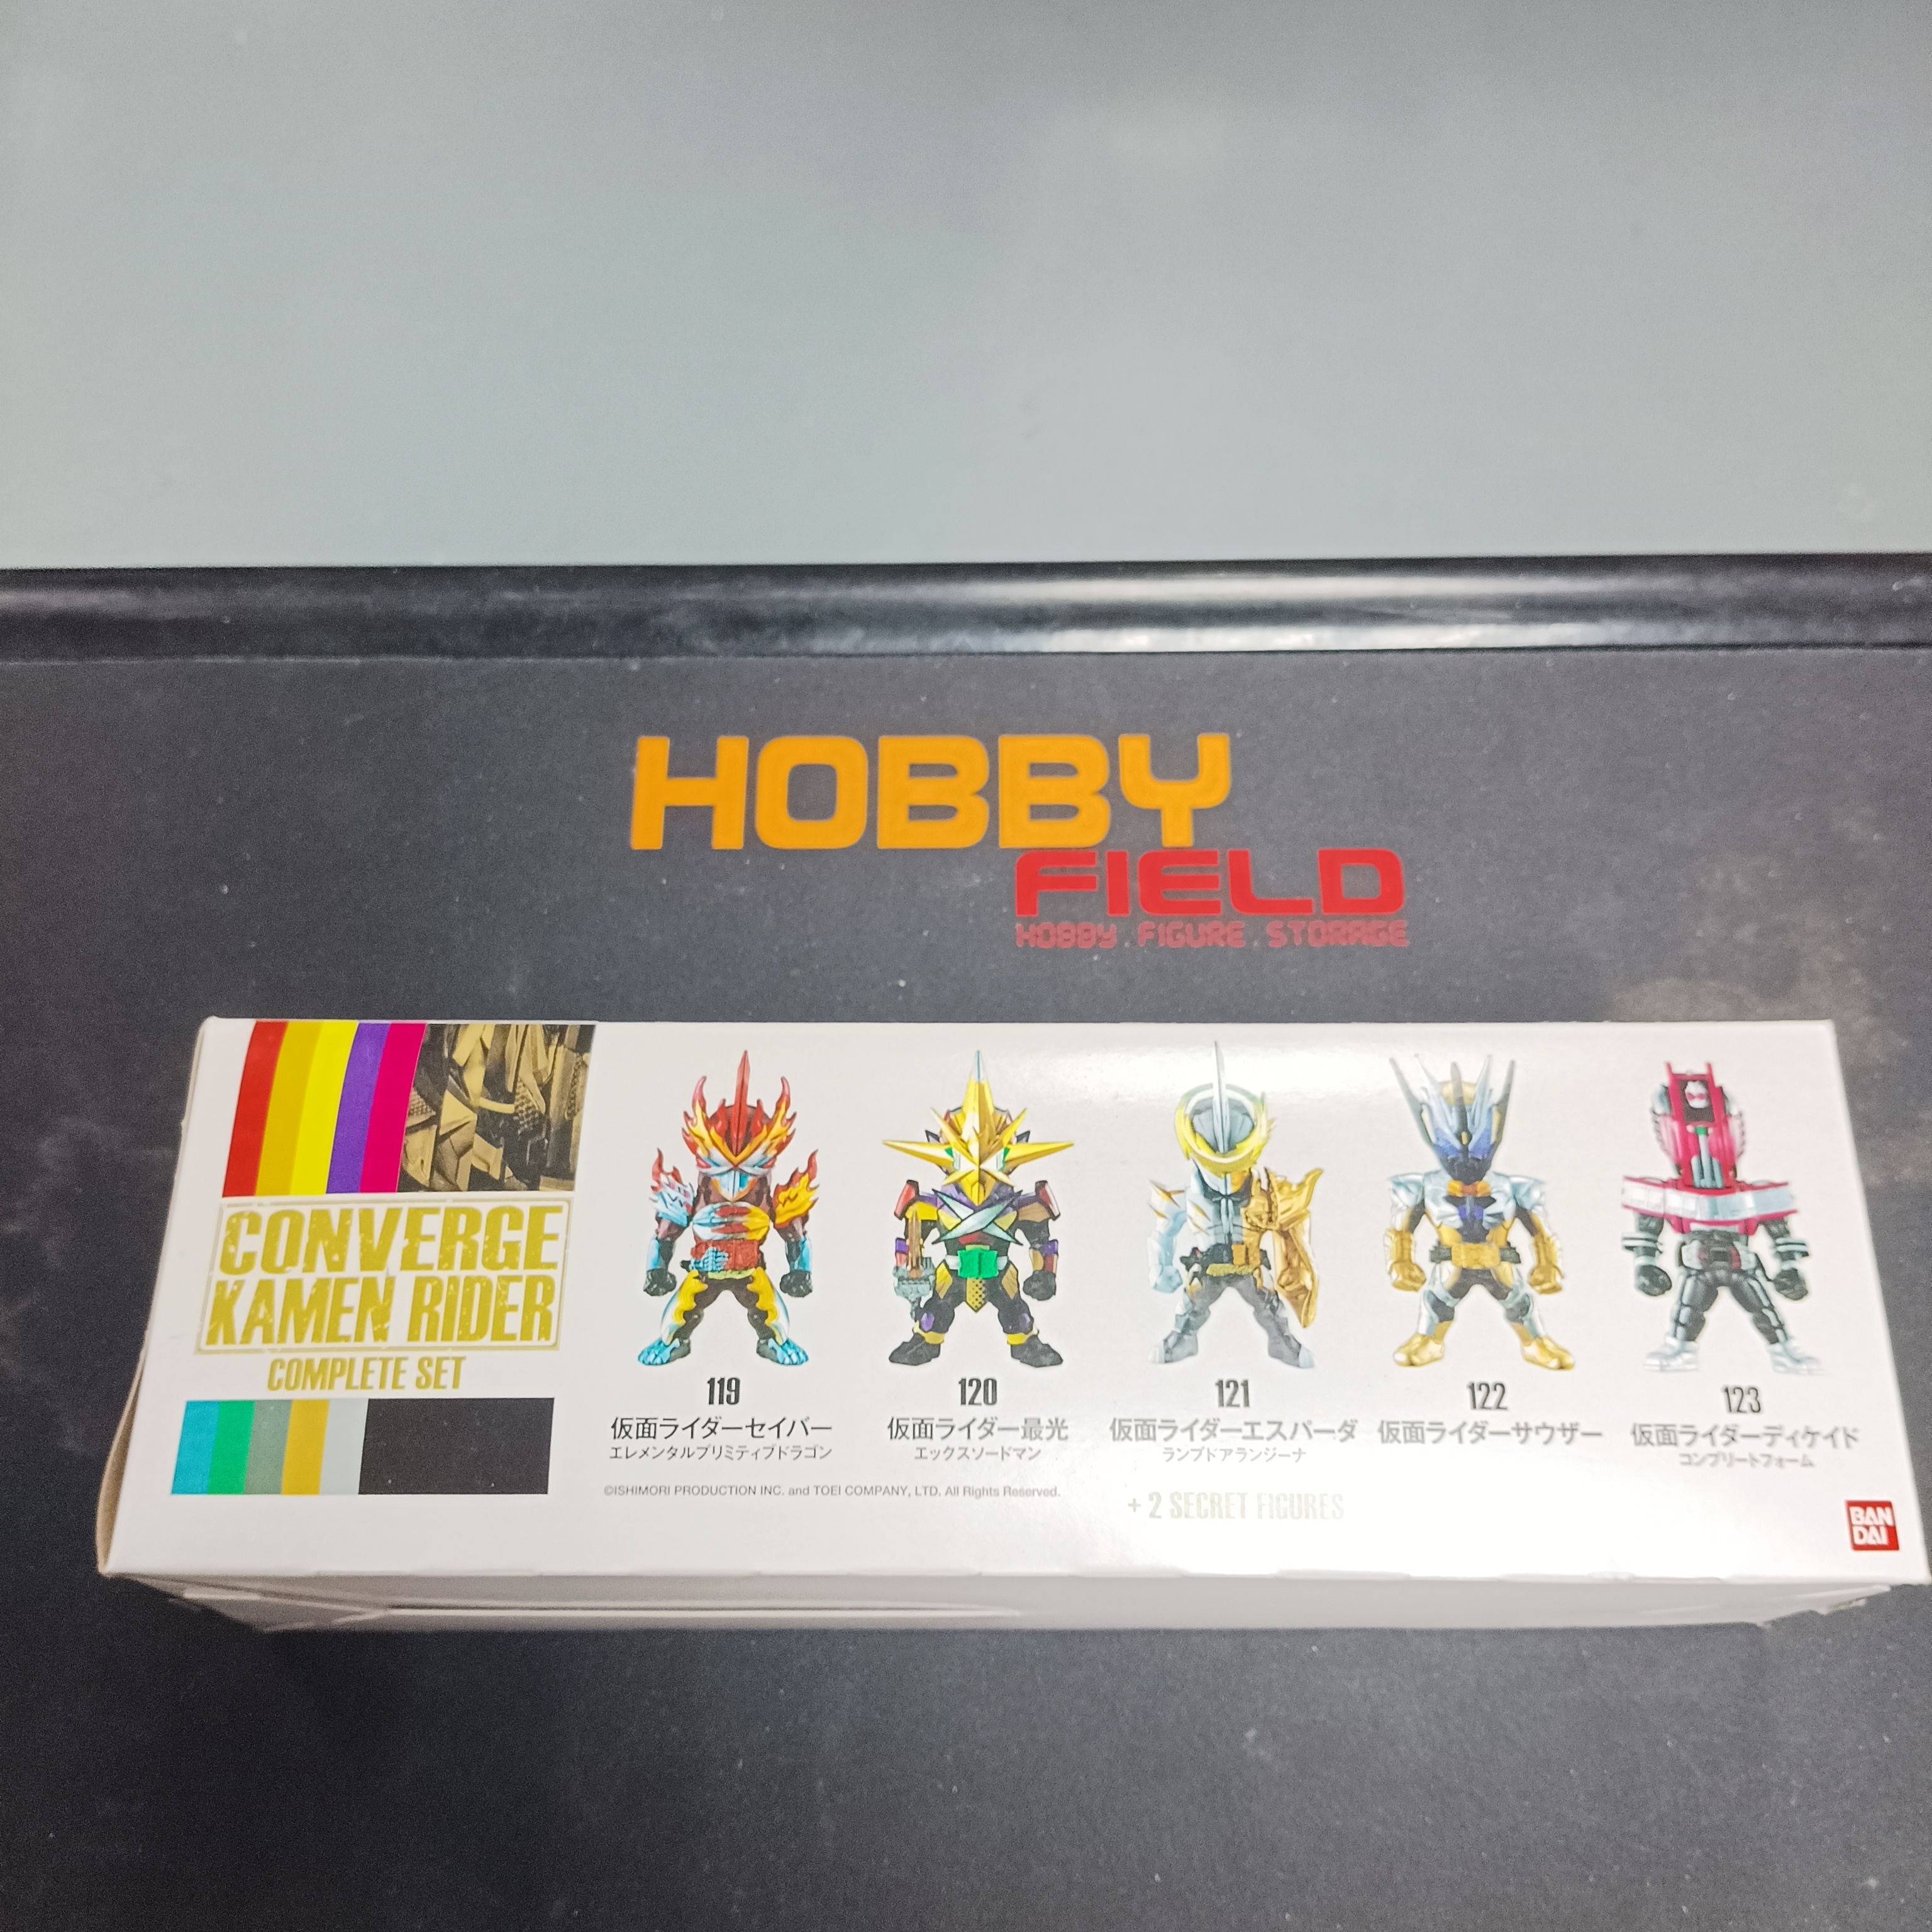 HOBBY
FIELD
HOBBY FIGURE STORAGE
CONVERGE
KAMEN RIDER
COMPLETE SET
119
仮面ライダーセイバー
エレメンタルプリミティブドラゴン
120
仮面ライダー最光
エックスソードマン
121
仮面ライダーエスパーダ
ランプドアランジーナ
122
仮面ライダーサウザー
123
仮面ライダーディケイド
コンプリートフォーム
©ISHIMORI PRODUCTION INC. and TOEI COMPANY, LTD. All Rights Reserved.
+ 2 SECRET FIGURES
BAN
DAI